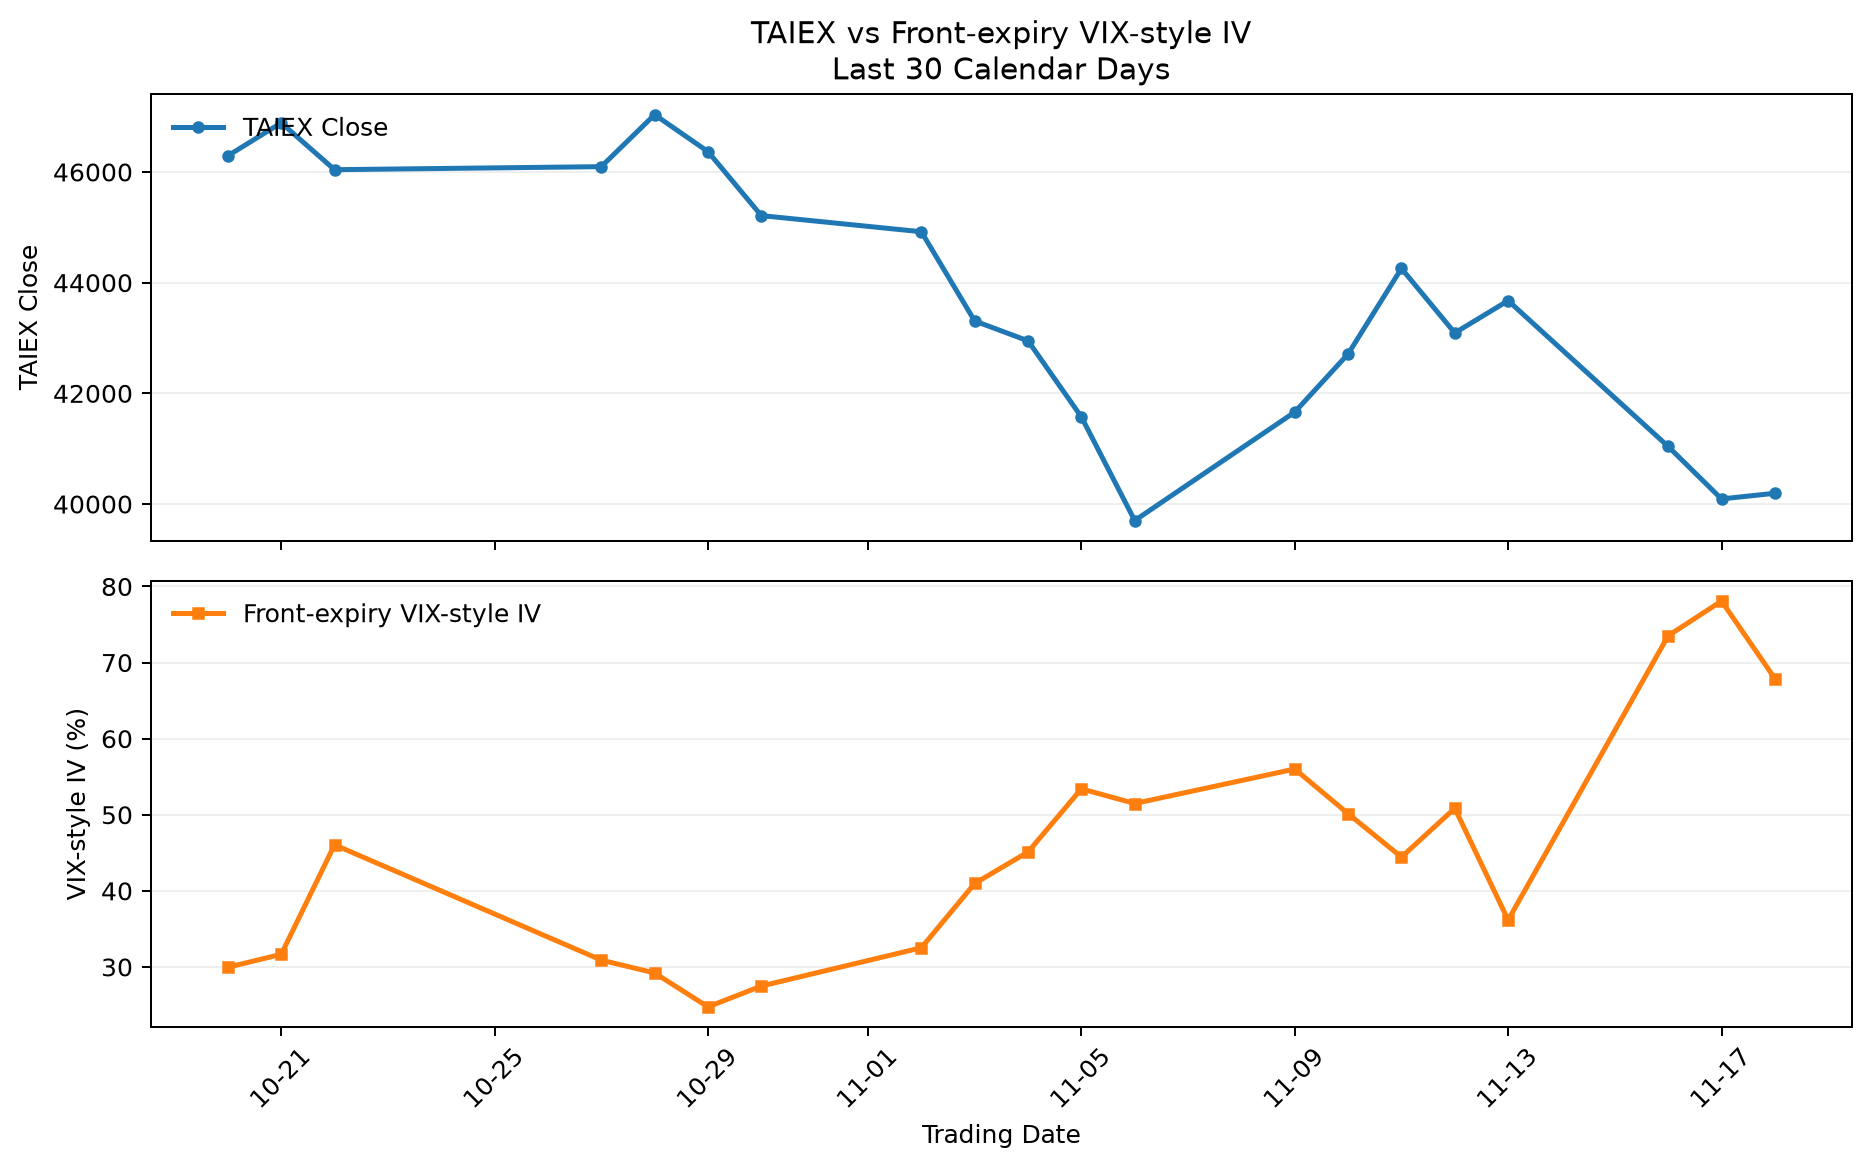 TAIEX vs Front-expiry VIX-style IV
Last 30 Calendar Days
TAIEX Close
46000
44000
42000
40000
TAIEX Close
Front-expiry VIX-style IV
80
70
60
50
40
30
VIX-style IV (%)
10-21
10-25
10-29
11-01
11-05
11-09
11-13
11-17
Trading Date